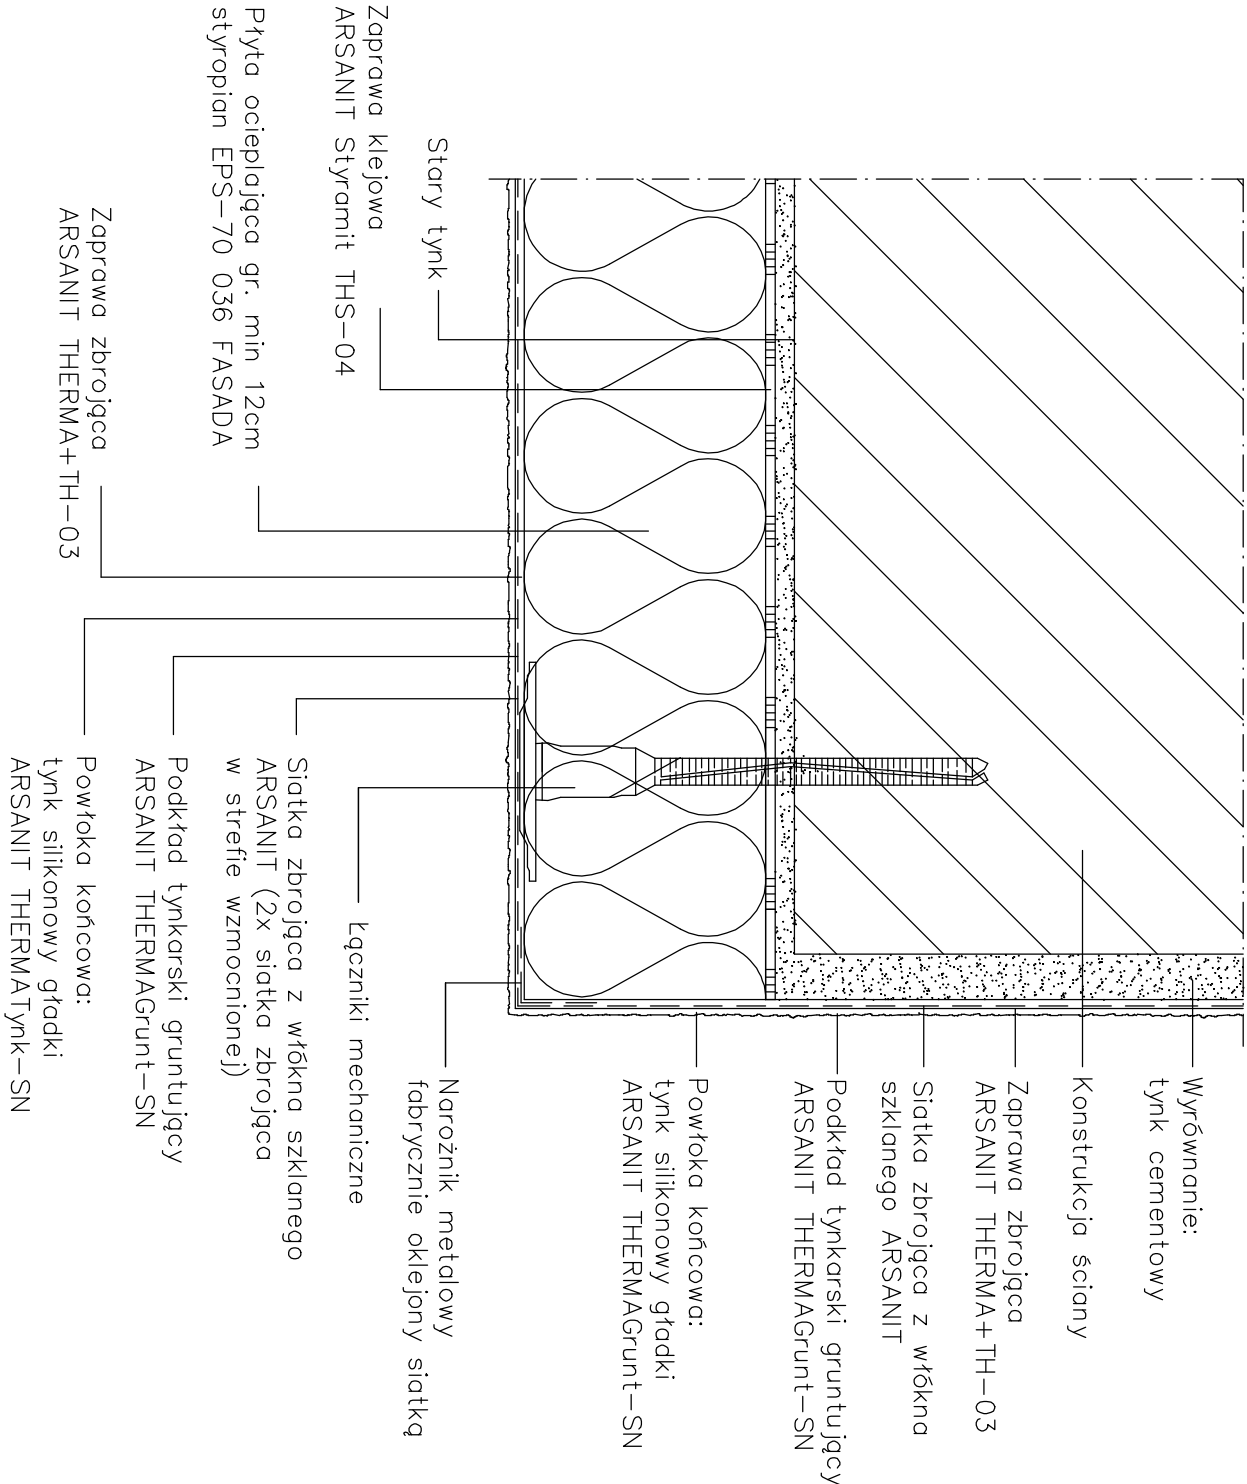 Stary tynk
Zaprawa klejowa
ARSANIT Styramit THS-04
Płyta ocieplająca gr. min 12cm
styropian EPS-70 036 FASADA
Zaprawa zbrojąca
ARSANIT THERMA+TH-03
Powłoka końcowa:
tynk silikonowy gładki
ARSANIT THERMATynk-SN
Podkład tynkarski gruntujący
ARSANIT THERMAGrunt-SN
Siatka zbrojąca z włókna szklanego
ARSANIT (2x siatka zbrojąca
w strefie wzmocnionej)
Łączniki mechaniczne
Narożnik metalowy
fabrycznie oklejony siatką
Powłoka końcowa:
tynk silikonowy gładki
ARSANIT THERMAGrunt-SN
Podkład tynkarski gruntujący
ARSANIT THERMAGrunt-SN
Siatka zbrojąca z włókna
szklanego ARSANIT
Zaprawa zbrojąca
ARSANIT THERMA+TH-03
Konstrukcja ściany
Wyrównanie:
tynk cementowy